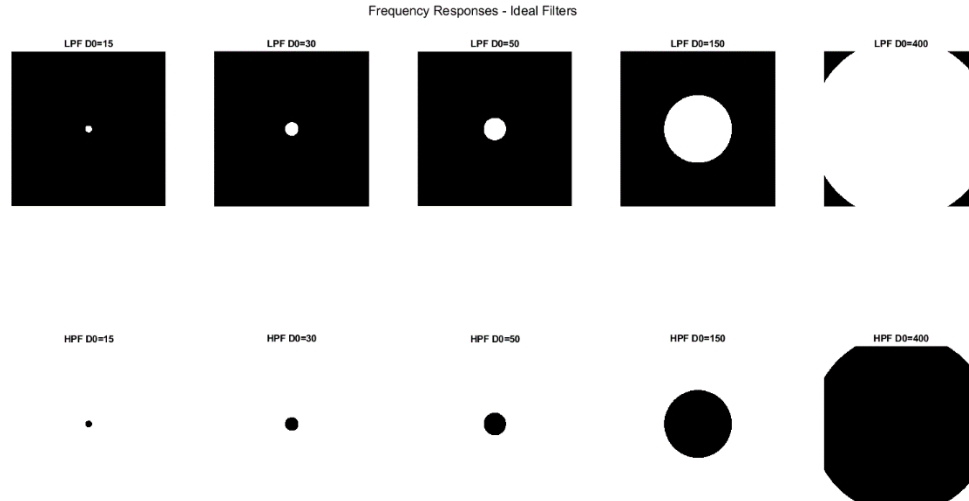 Frequency Responses - Ideal Filters
LPF D0=15
LPF D0=30
LPF D0=50
LPF D0=150
LPF D0=400
HPF D0=15
HPF D0=30
HPF D0=50
HPF D0=150
HPF D0=400